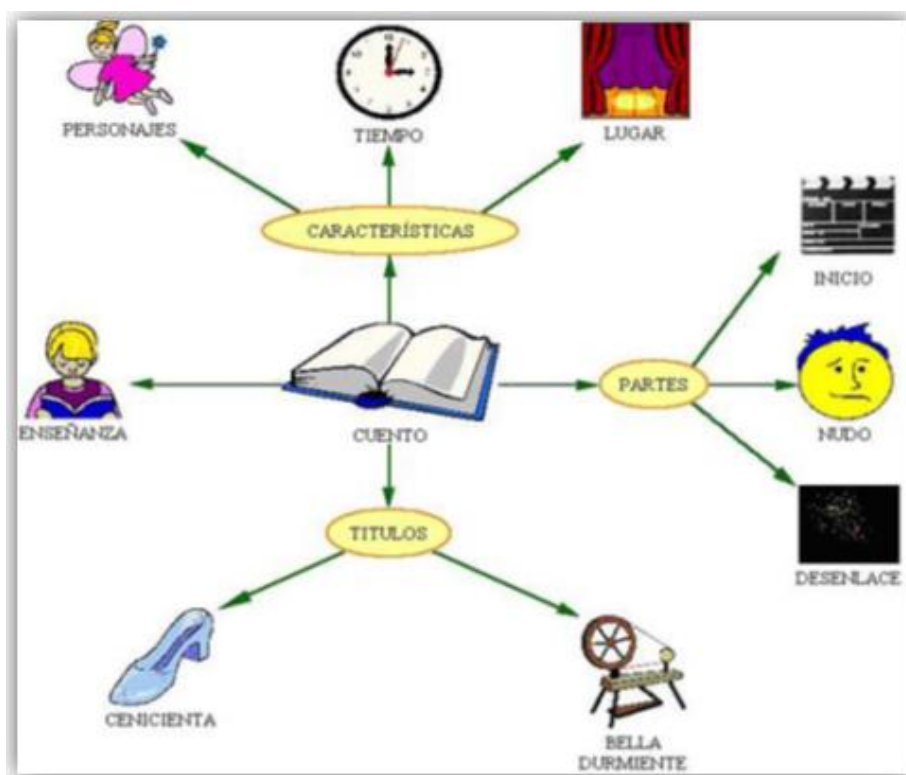 PERSONAJES
TIEMPO
LUGAR
CARACTERÍSTICAS
INICIO
ENSEÑANZA
CUENTO
PARTES
NUDO
TITULOS
DESENLACE
CENICIENTA
BELLA
DURMIENTE